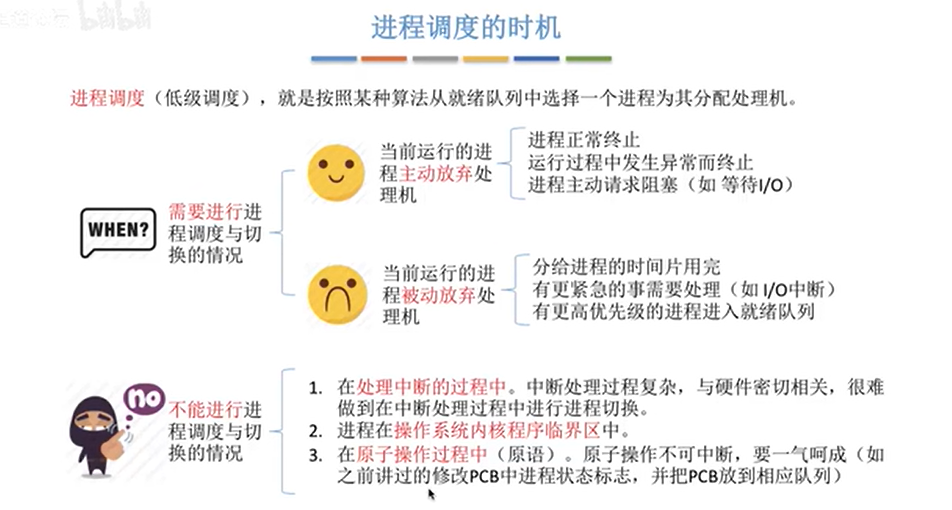 进程调度的时机
进程调度（低级调度），就是按照某种算法从就绪队列中选择一个进程为其分配处理机。
WHEN?
需要进行进
程调度与切
换的情况
当前运行的进
程主动放弃处
理机
进程正常终止
运行过程中发生异常而终止
进程主动请求阻塞（如 等待I/O）
当前运行的进
程被动放弃处
理机
分给进程的时间片用完
有更紧急的事需要处理（如 I/O中断）
有更高优先级的进程进入就绪队列
no
不能进行进
程调度与切
换的情况
1. 在处理中断的过程中。中断处理过程复杂，与硬件密切相关，很难
做到在中断处理过程中进行进程切换。
2. 进程在操作系统内核程序临界区中。
3. 在原子操作过程中（原语）。原子操作不可中断，要一气呵成（如
之前讲过的修改PCB中进程状态标志，并把PCB放到相应队列）